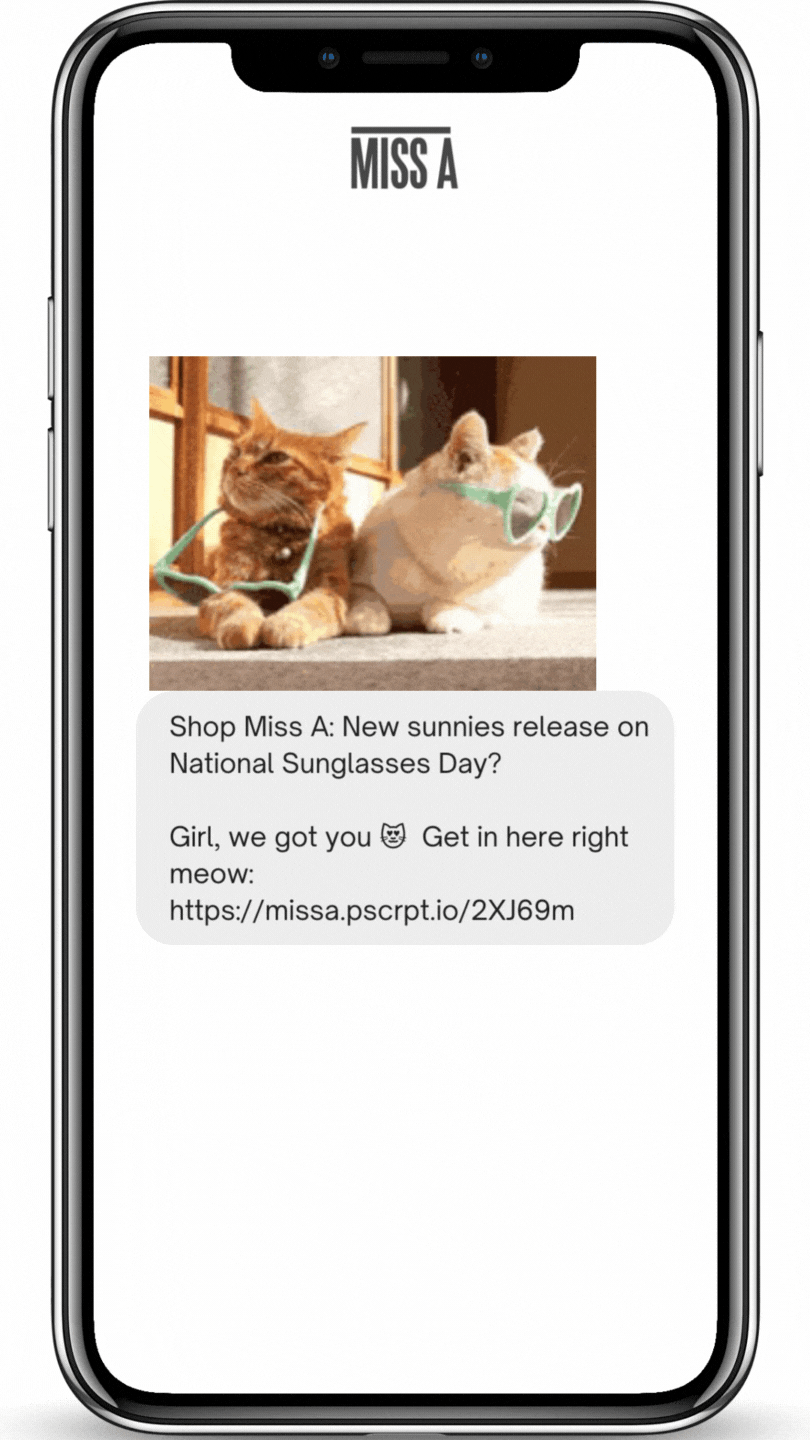 MISS A
Shop Miss A: New sunnies release on
National Sunglasses Day?
Girl, we got you 😻 Get in here right
meow:
https://missa.pscrpt.io/2XJ69m